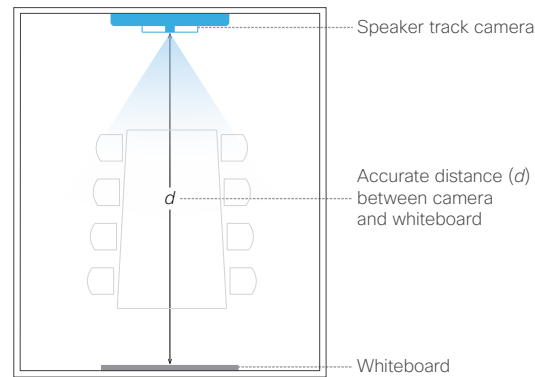 Speaker track camera
d
Accurate distance (d)
between camera
and whiteboard
Whiteboard